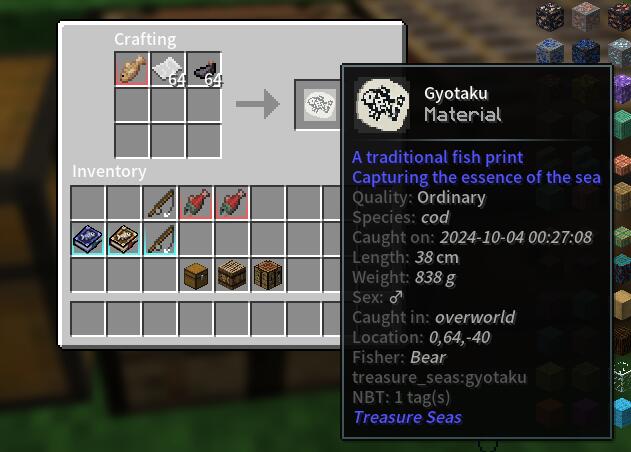 Crafting
64
64
Inventory
Gyotaku
Material
A traditional fish print
Capturing the essence of the sea
Quality: Ordinary
Species: cod
Caught on: 2024-10-04 00:27:08
Length: 38 cm
Weight: 838 g
Sex: ♂
Caught in: overworld
Location: 0,64,-40
Fisher: Bear
treasure_seas:gyotaku
NBT: 1 tag(s)
Treasure Seas